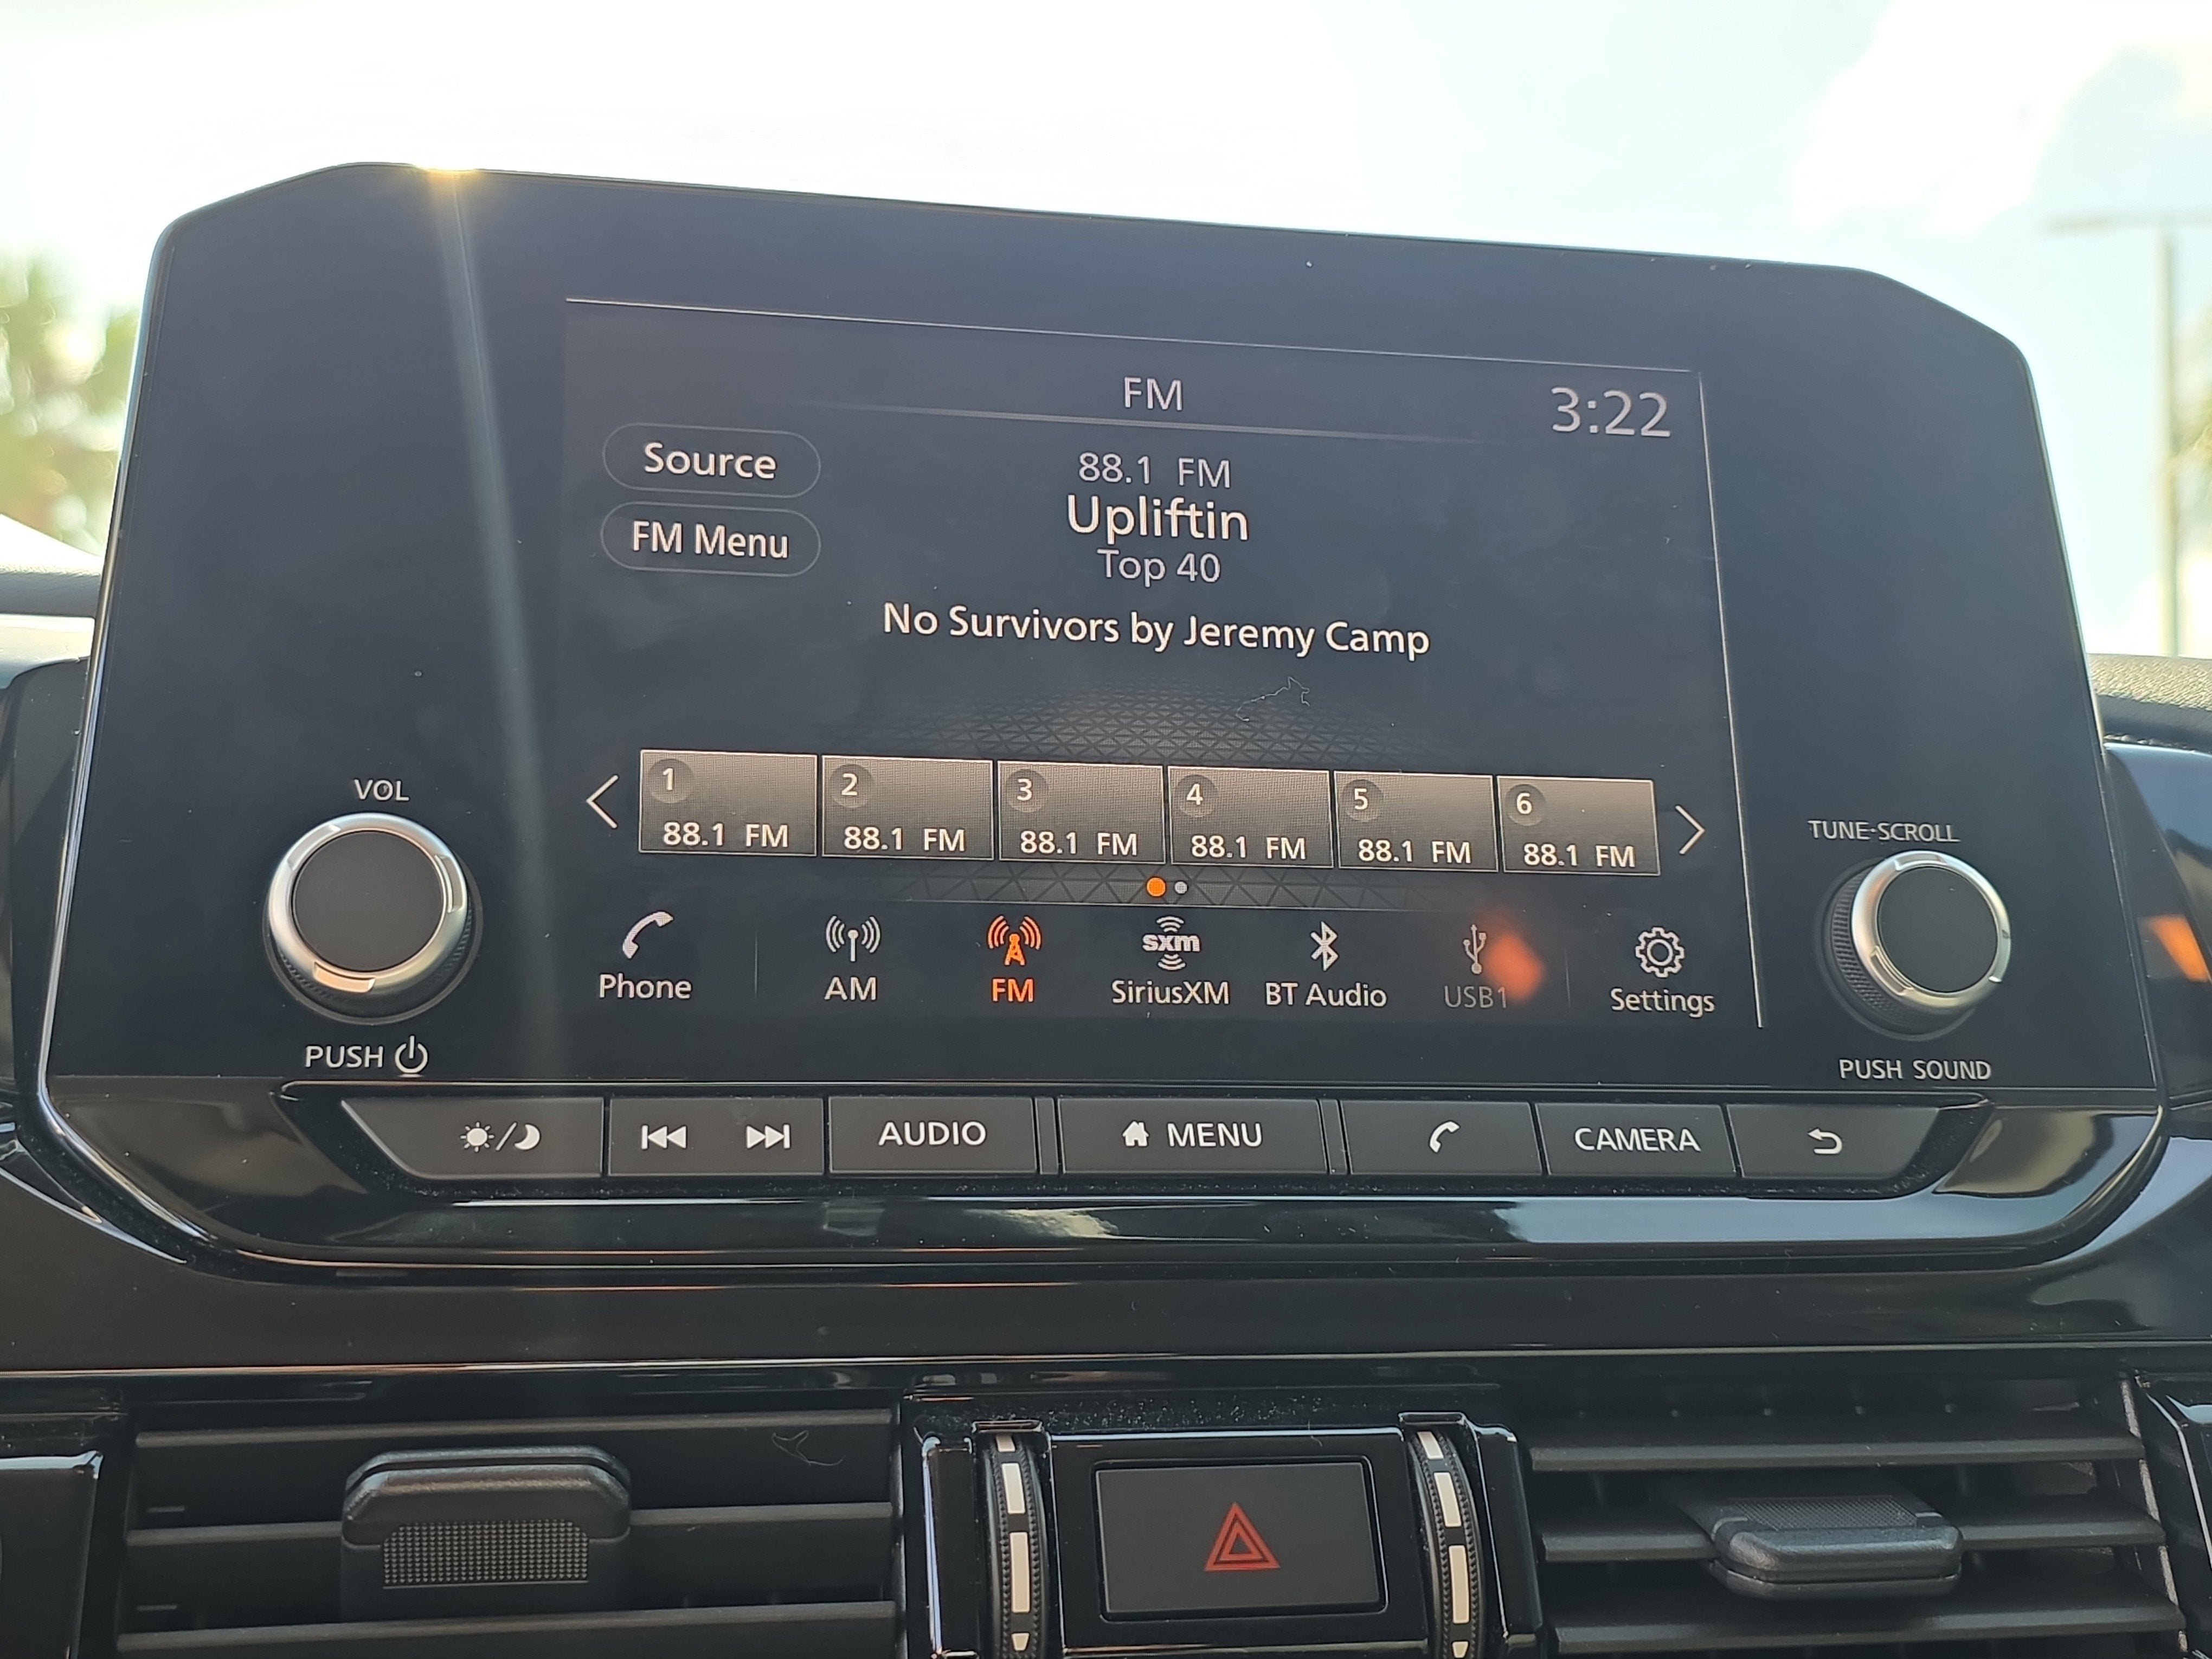 FM
3:22
Source
88.1 FM
Upliftin
FM Menu
Top 40
No Survivors by Jeremy Camp
VOL
1 2 3 4 5 6
88.1 FM 88.1 FM 88.1 FM 88.1 FM 88.1 FM 88.1 FM
TUNE·SCROLL
sxm
Phone AM FM SiriusXM BT Audio USB1 Settings
PUSH
PUSH SOUND
AUDIO MENU CAMERA